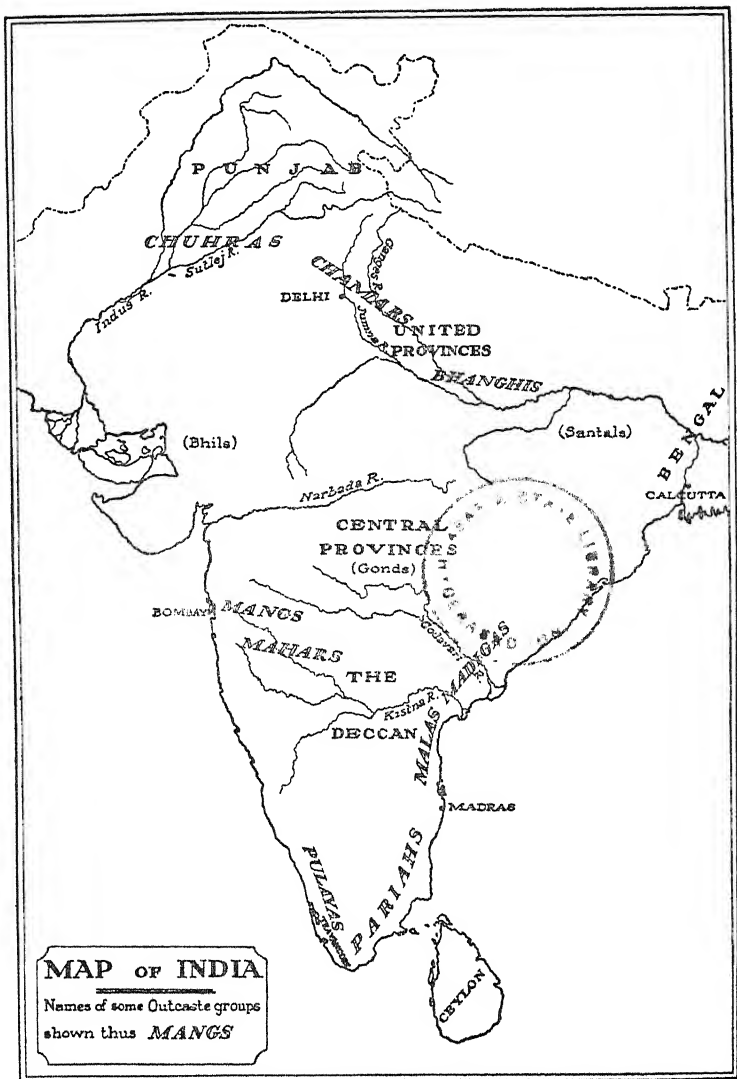 PUNJAB
CHUHRAS
Sutlej R.
Indus R.
Ganges R.
CHAMARS
DELHI
Jumna R.
UNITED
PROVINCES
BHANGHIS
(Bhils)
(Santals)
BENGAL
CALCUTTA
Narbada R.
CENTRAL
PROVINCES
(Gonds)
STATE LIBRARY
BOMBAY
MANGS
MAHARS
Godavari R.
MADIGAS
THE
DECCAN
Kistna R.
MALAS
MADRAS
PULAYAS
PARIAHS
CEYLON
MAP OF INDIA
Names of some Outcaste groups
shown thus MANGS